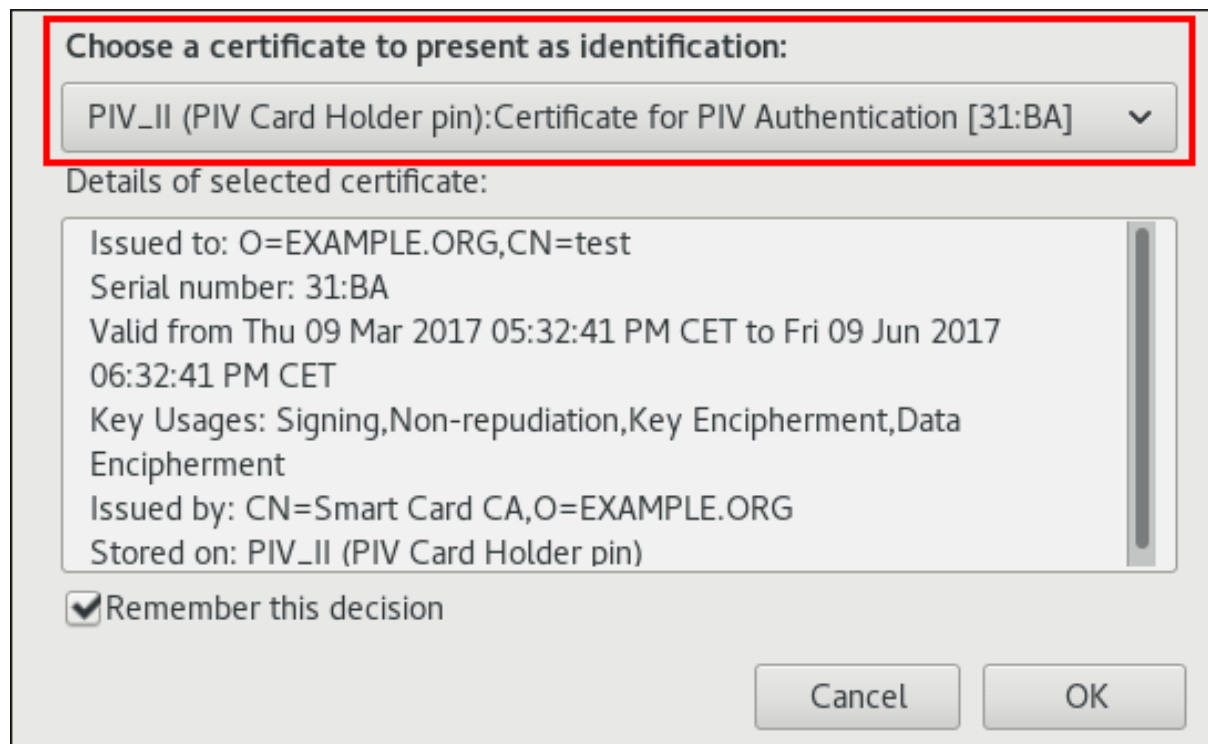 Choose a certificate to present as identification:
PIV_II (PIV Card Holder pin):Certificate for PIV Authentication [31:BA]
Details of selected certificate:
Issued to: O=EXAMPLE.ORG,CN=test
Serial number: 31:BA
Valid from Thu 09 Mar 2017 05:32:41 PM CET to Fri 09 Jun 2017
06:32:41 PM CET
Key Usages: Signing,Non-repudiation,Key Encipherment,Data
Encipherment
Issued by: CN=Smart Card CA,O=EXAMPLE.ORG
Stored on: PIV_II (PIV Card Holder pin)
Remember this decision
Cancel OK